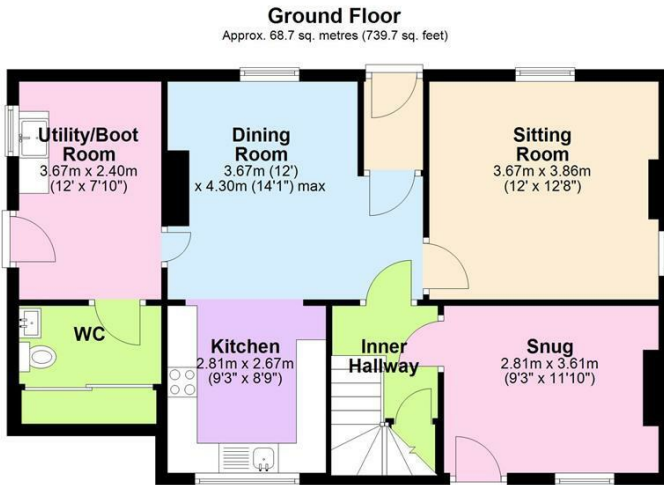 Ground Floor
Approx. 68.7 sq. metres (739.7 sq. feet)
Utility/Boot
Room
3.67m x 2.40m
(12' x 7'10")
Dining
Room
3.67m (12')
x 4.30m (14'1") max
Sitting
Room
3.67m x 3.86m
(12' x 12'8")
WC
Kitchen
2.81m x 2.67m
(9'3" x 8'9")
Inner
Hallway
Snug
2.81m x 3.61m
(9'3" x 11'10")